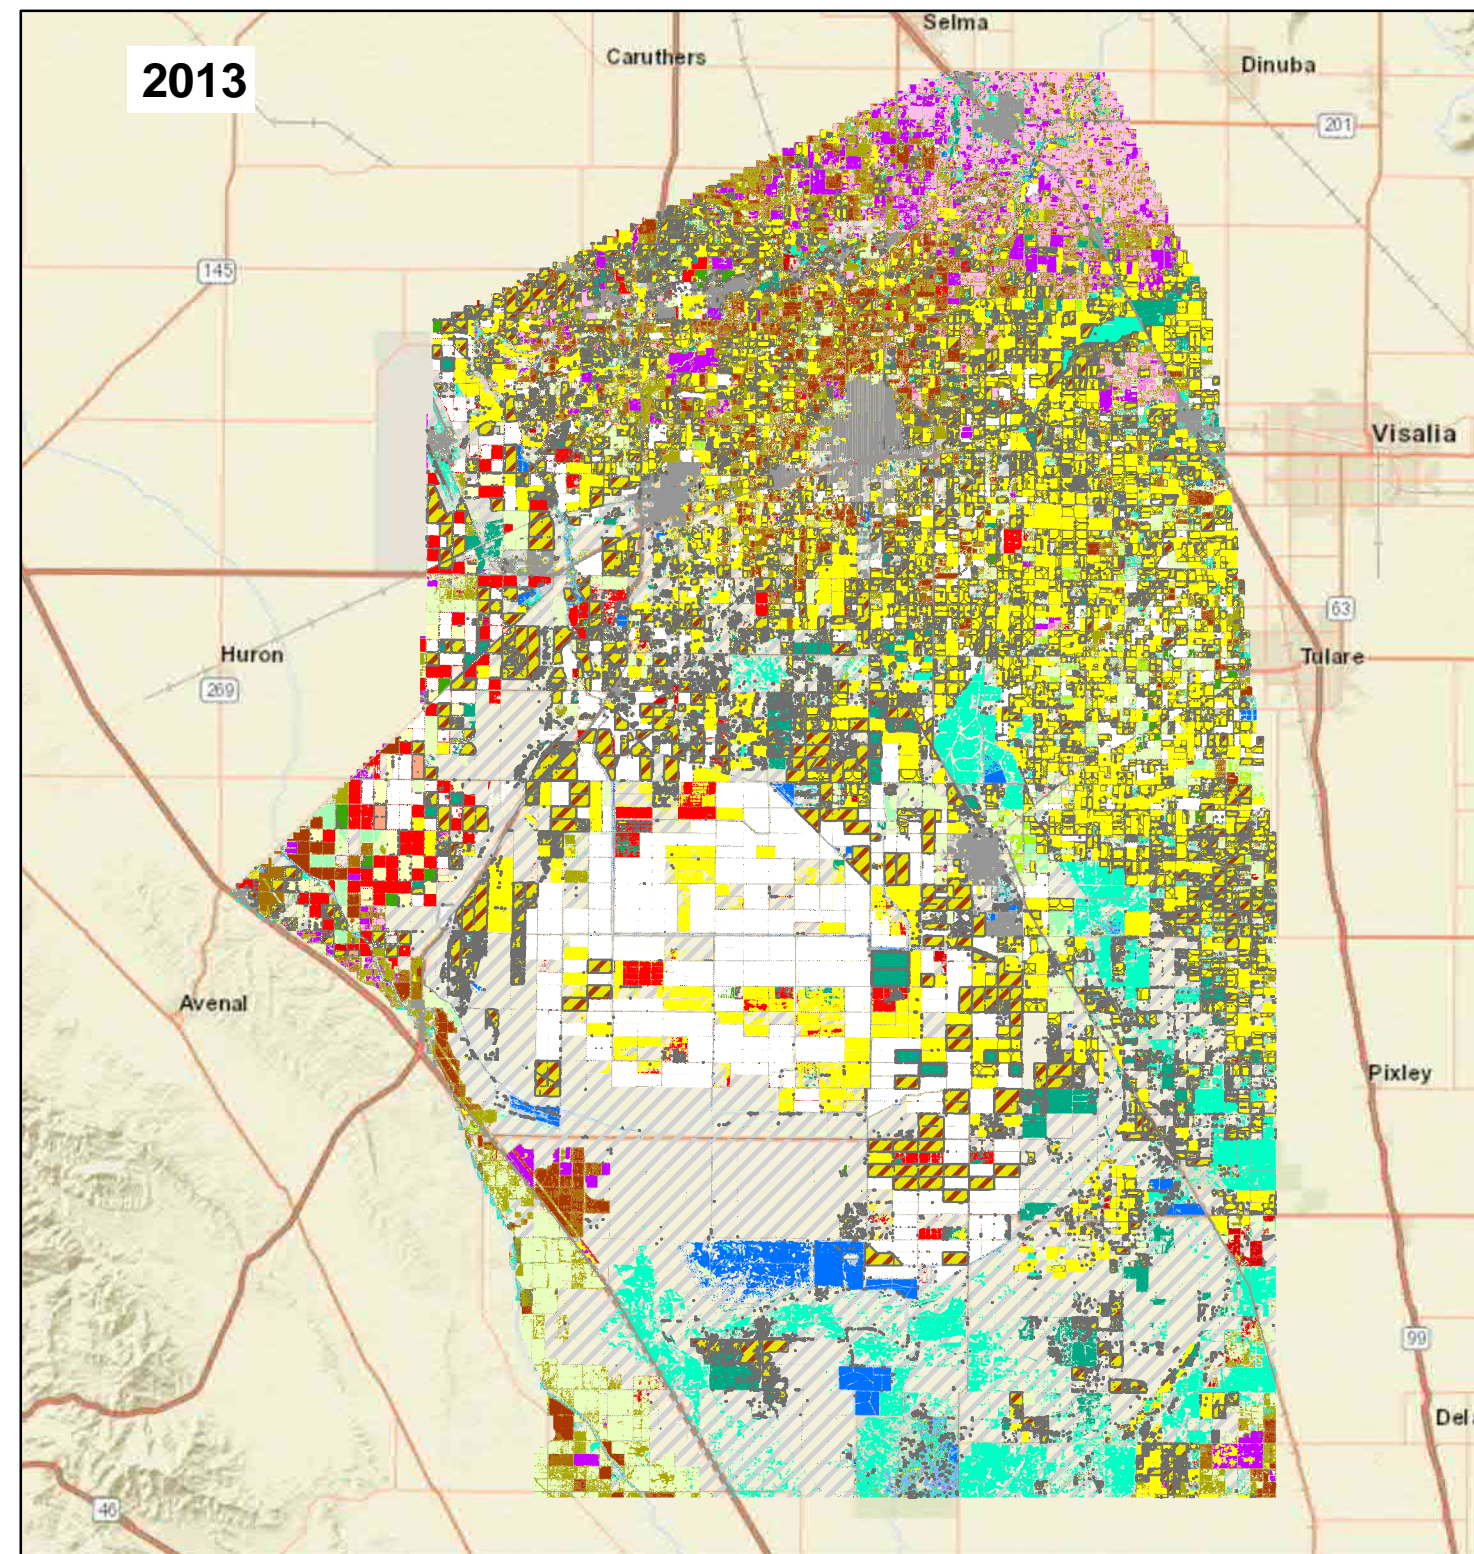 Selma
Caruthers
Dinuba
2013
201
145
Visalia
63
Huron
Tulare
269
Avenal
Pixley
99
Del
46